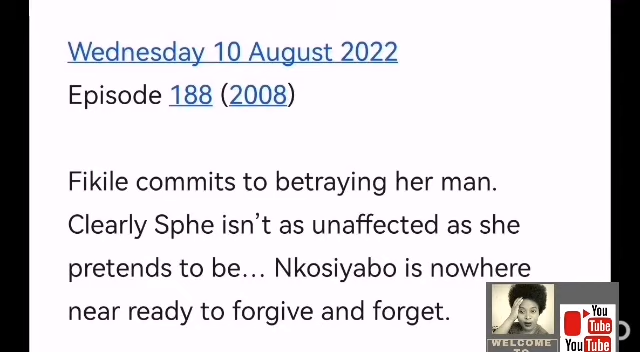 Wednesday 10 August 2022
Episode 188 (2008)
Fikile commits to betraying her man.
Clearly Sphe isn’t as unaffected as she
pretends to be… Nkosiyabo is nowhere
near ready to forgive and forget.
You
Tube
YouTube
WELCOME
TO